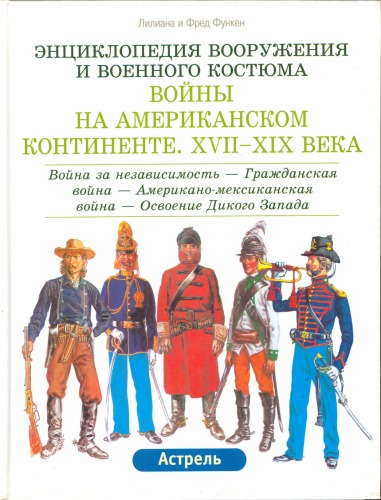 Лилиана и Фред Функен
ЭНЦИКЛОПЕДИЯ ВООРУЖЕНИЯ
И ВОЕННОГО КОСТЮМА
ВОЙНЫ
НА АМЕРИКАНСКОМ
КОНТИНЕНТЕ. XVII–XIX ВЕКА
Война за независимость — Гражданская
война — Американо-мексиканская
война — Освоение Дикого Запада
Астрель